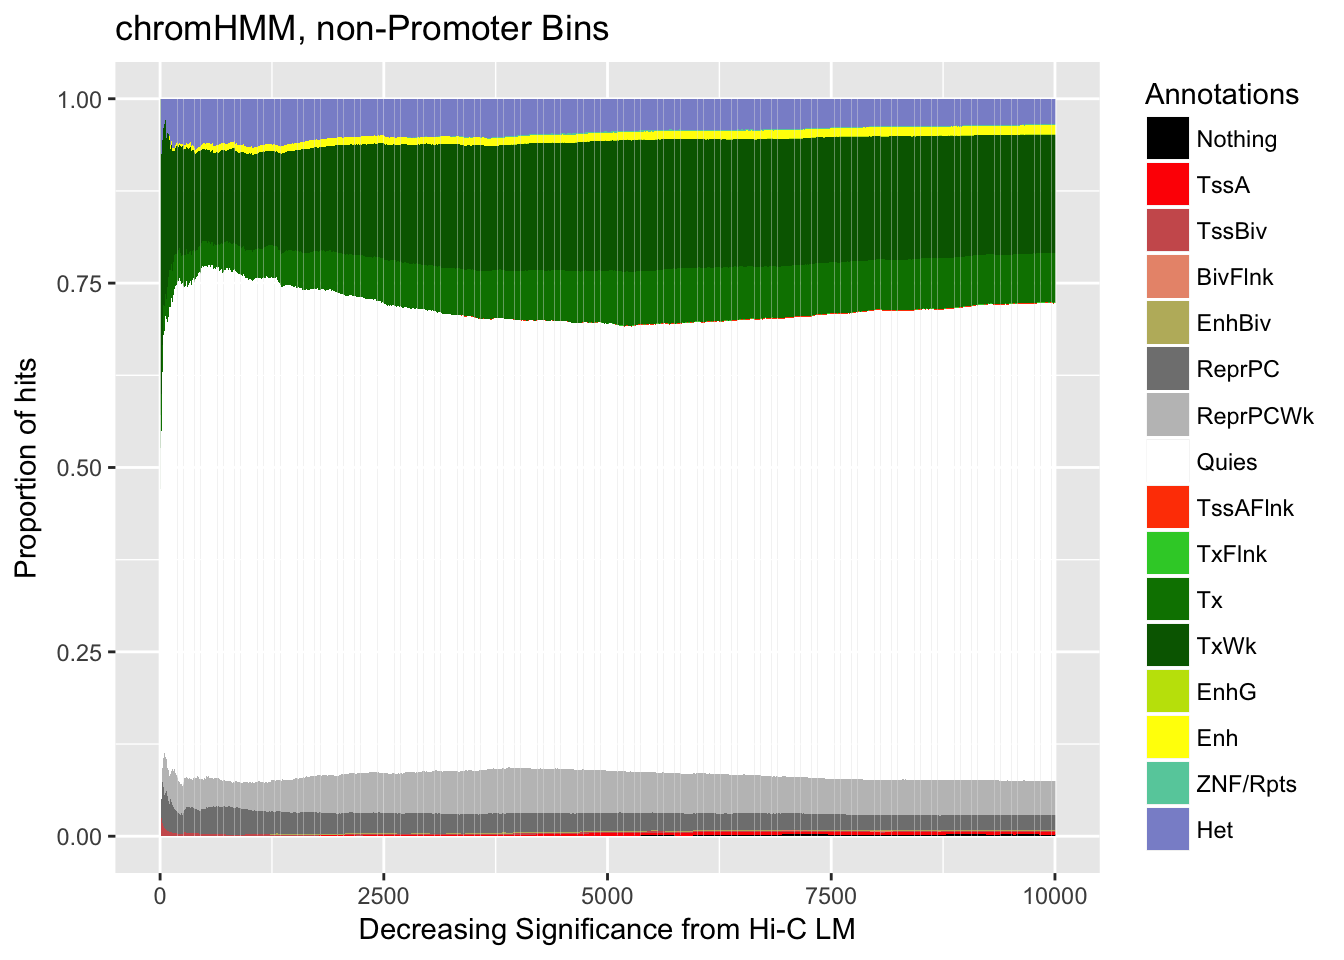 chromHMM, non-Promoter Bins
Proportion of hits
1.00
0.75
0.50
0.25
0.00
0
2500
5000
7500
10000
Decreasing Significance from Hi-C LM
Annotations
Nothing
TssA
TssBiv
BivFlnk
EnhBiv
ReprPC
ReprPCWk
Quies
TssAFlnk
TxFlnk
Tx
TxWk
EnhG
Enh
ZNF/Rpts
Het